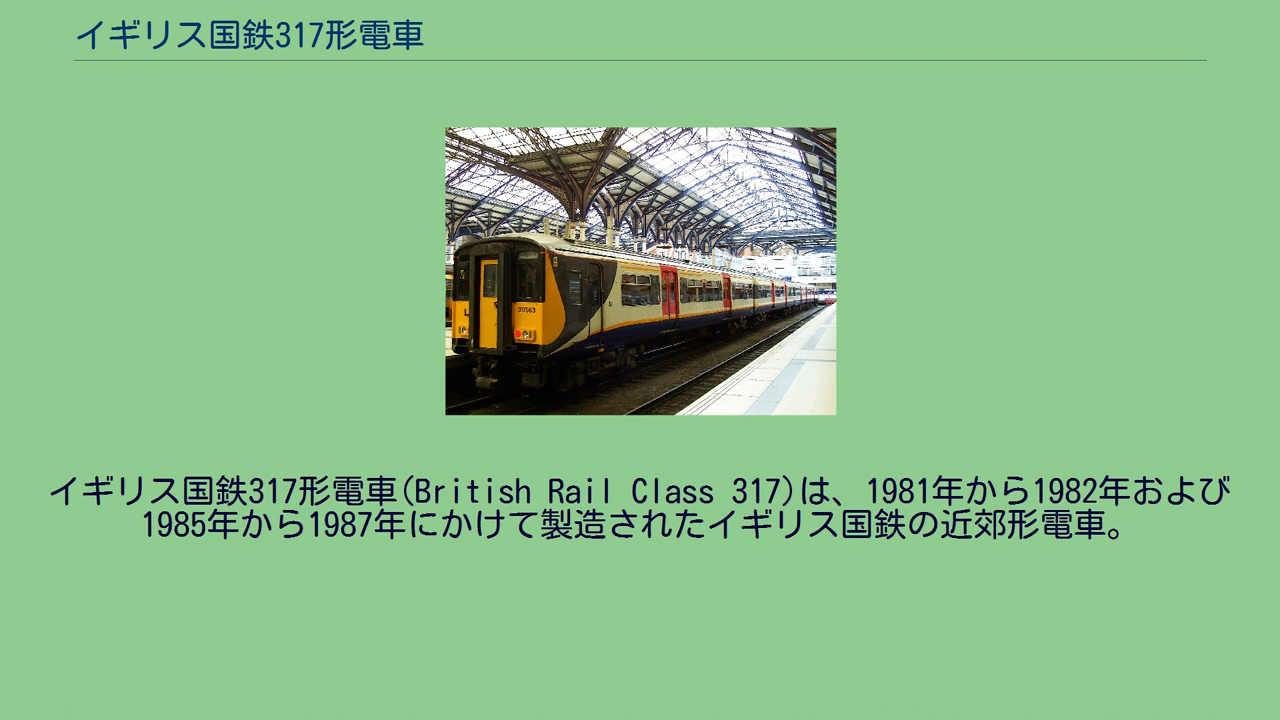 イギリス国鉄317形電車
イギリス国鉄317形電車(British Rail Class 317)は、1981年から1982年および
1985年から1987年にかけて製造されたイギリス国鉄の近郊形電車。